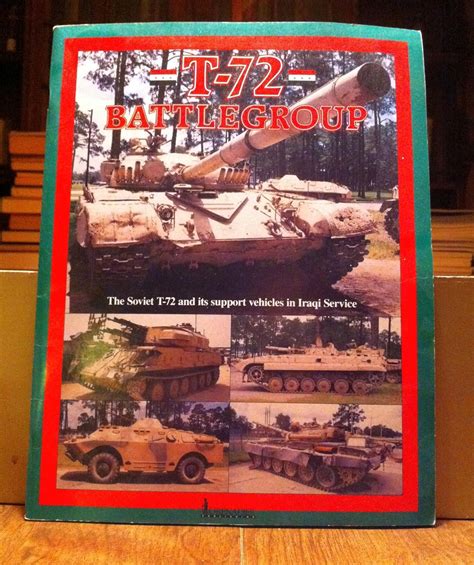 T-72
BATTLEGROUP
The Soviet T-72 and its support vehicles in Iraqi Service